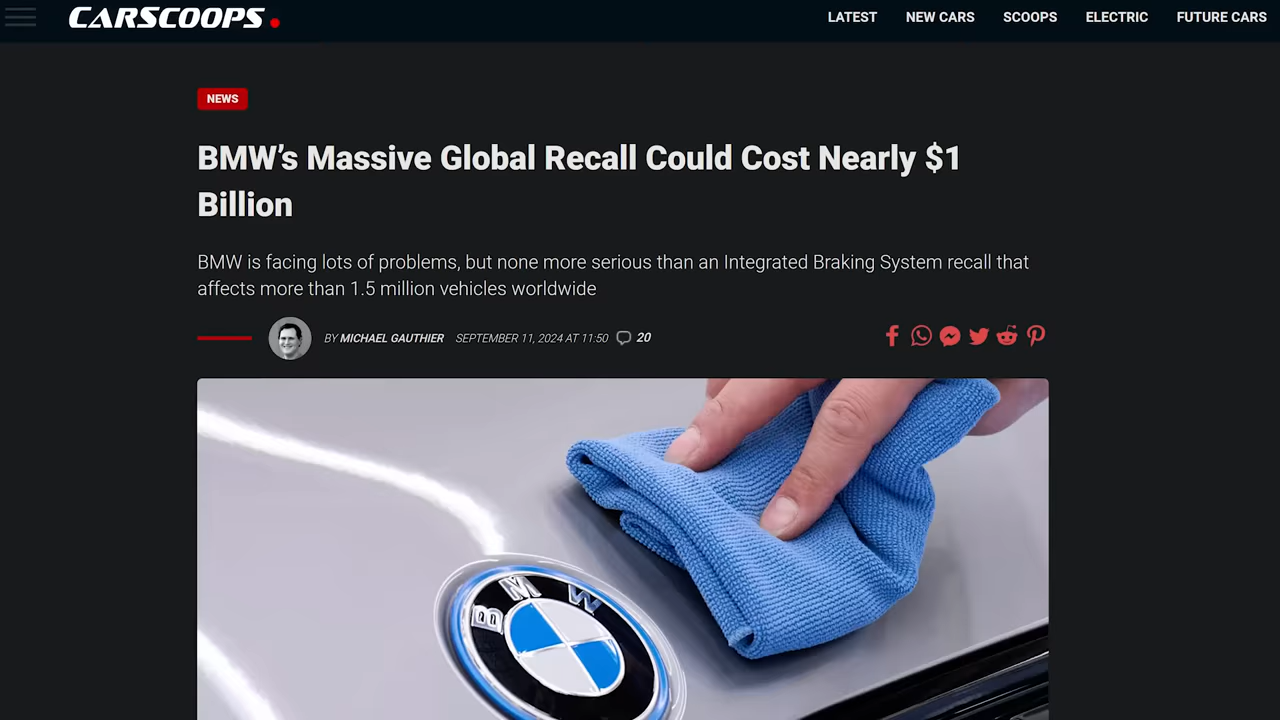 CARSCOOPS
LATEST NEW CARS SCOOPS ELECTRIC FUTURE CARS
NEWS
BMW’s Massive Global Recall Could Cost Nearly $1
Billion
BMW is facing lots of problems, but none more serious than an Integrated Braking System recall that
affects more than 1.5 million vehicles worldwide
BY MICHAEL GAUTHIER SEPTEMBER 11, 2024 AT 11:50 20
BMW